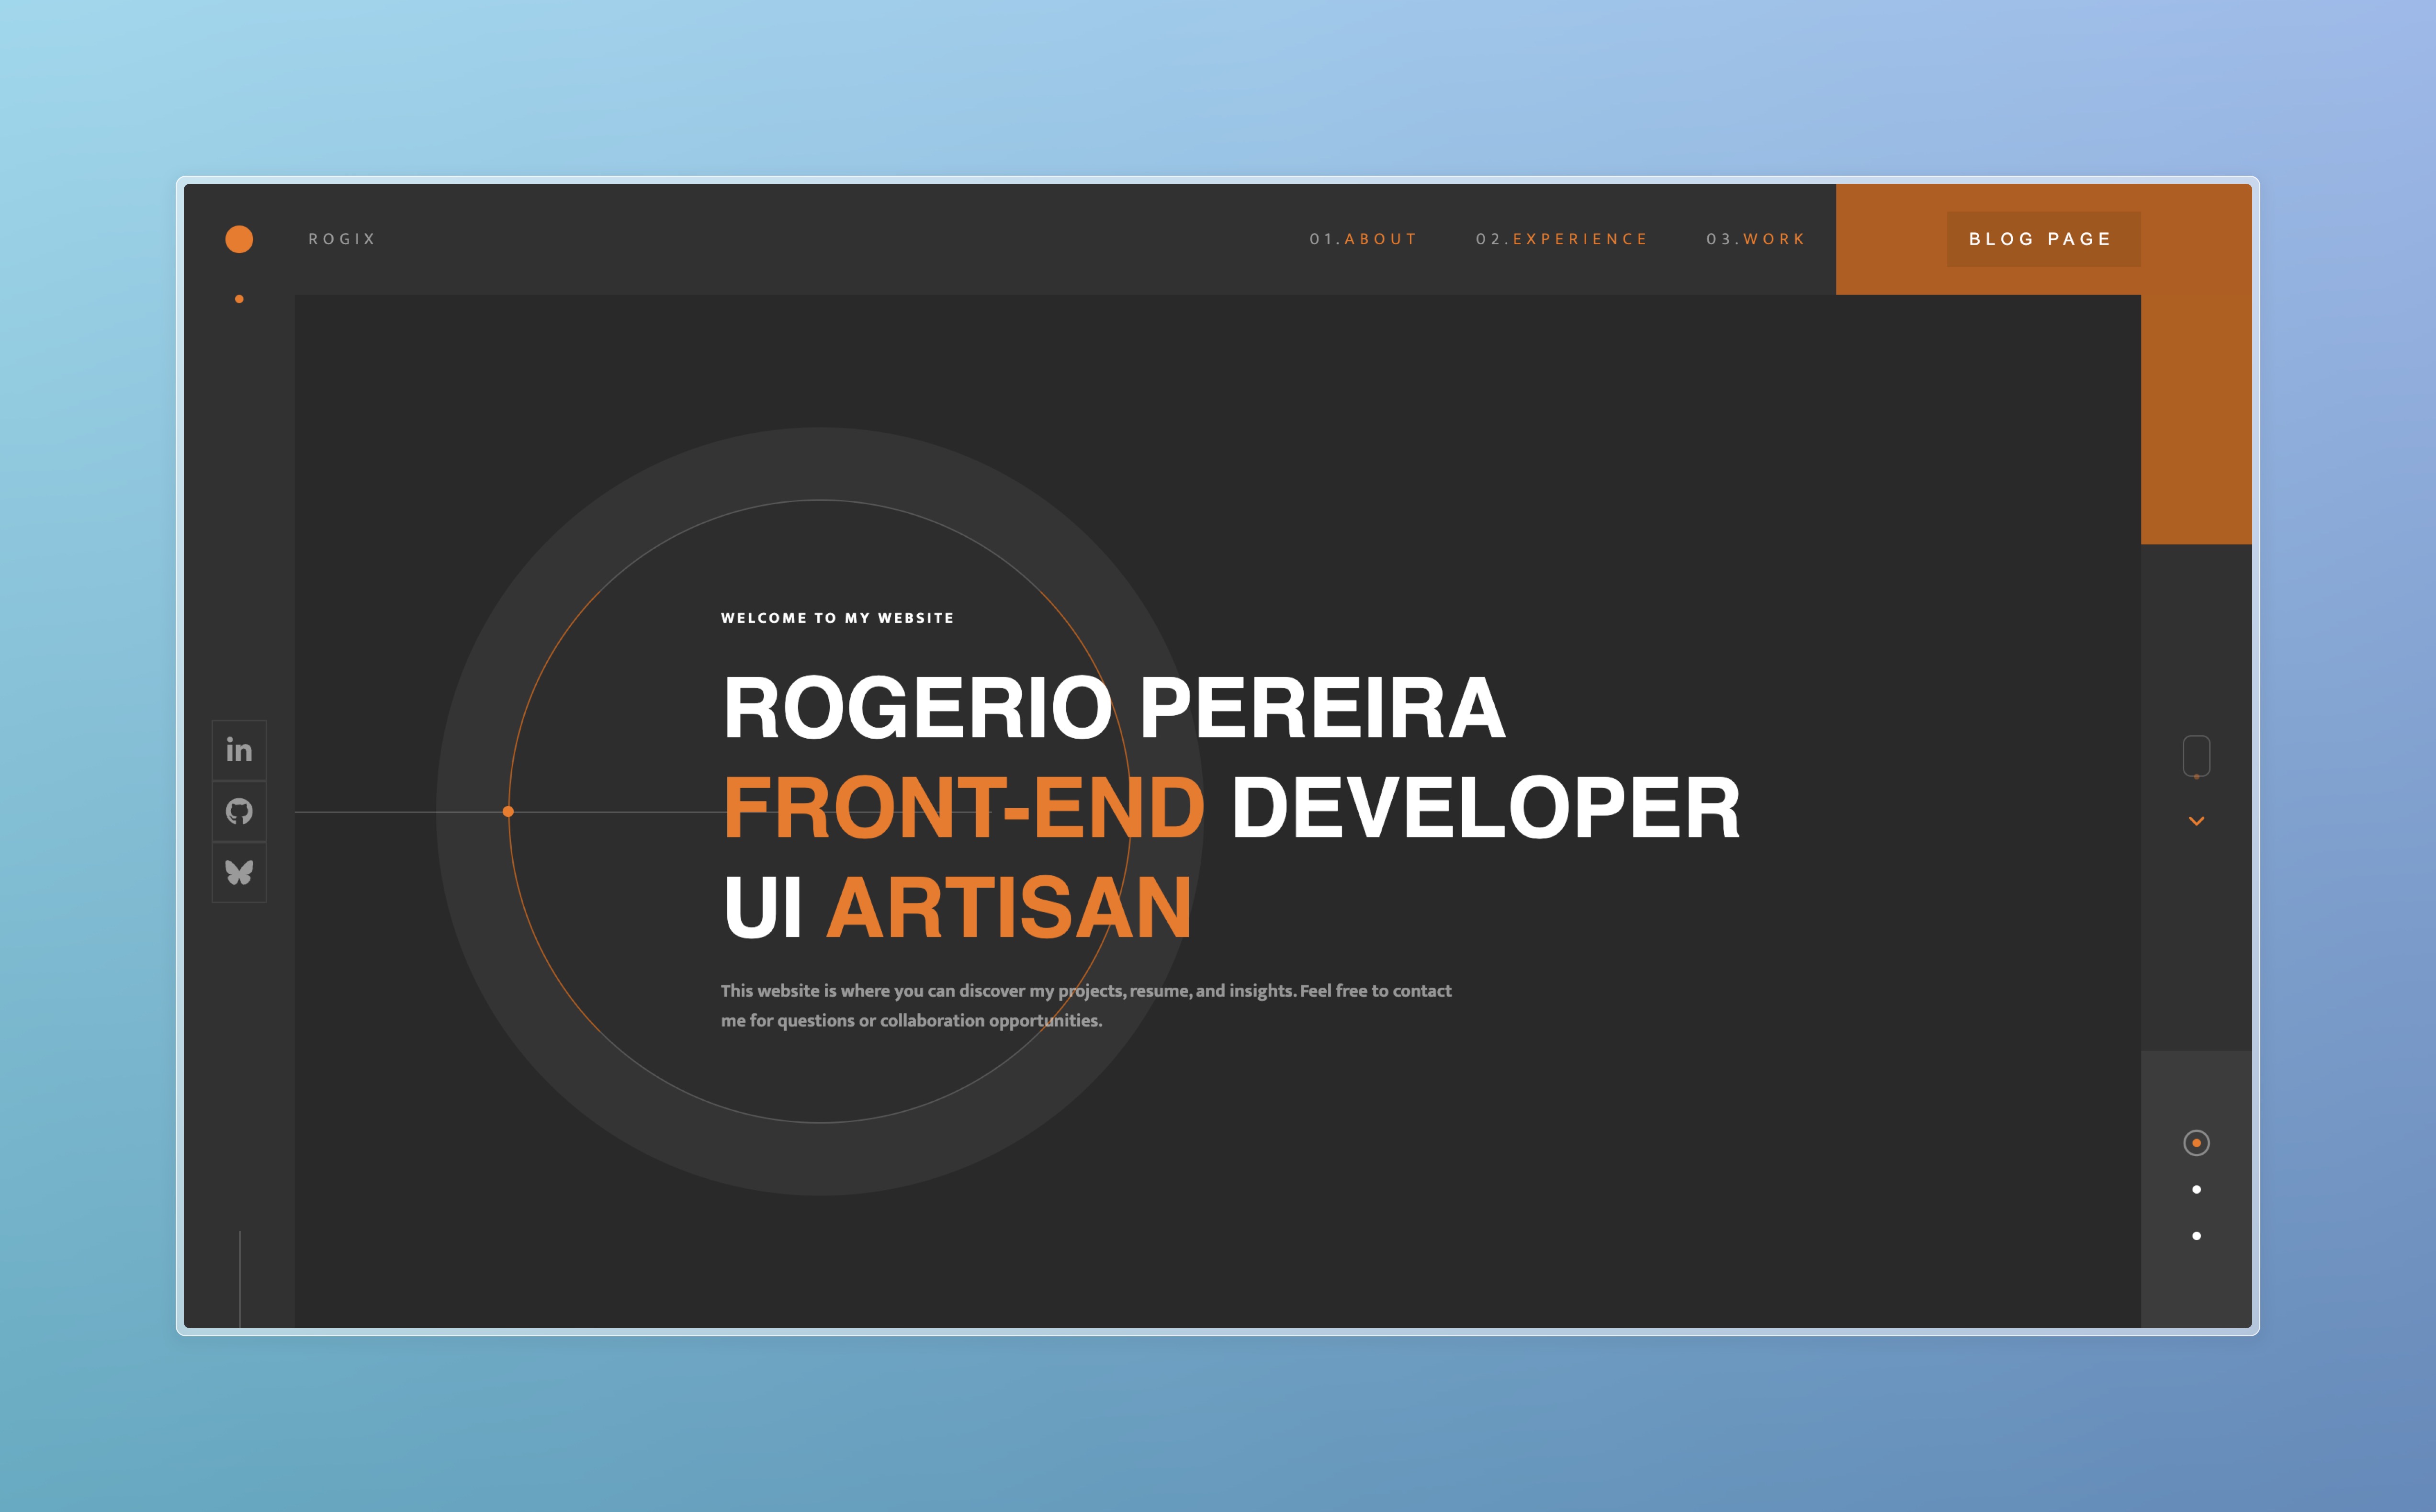 ROGIX
01.ABOUT
02.EXPERIENCE
03.WORK
BLOG PAGE
WELCOME TO MY WEBSITE
ROGERIO PEREIRA
FRONT-END DEVELOPER
UI ARTISAN
This website is where you can discover my projects, resume, and insights. Feel free to contact
me for questions or collaboration opportunities.
in